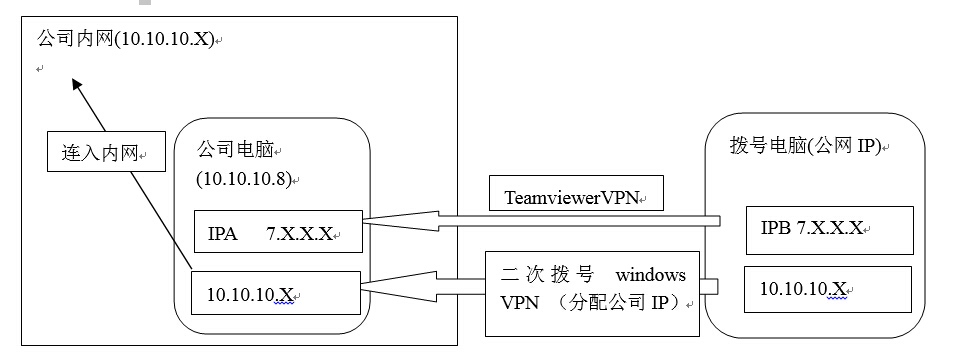 公司内网(10.10.10.X)
连入内网
公司电脑
(10.10.10.8)
IPA 7.X.X.X
10.10.10.X
TeamviewerVPN
二次拨号 windows
VPN （分配公司 IP）
拨号电脑(公网 IP)
IPB 7.X.X.X
10.10.10.X